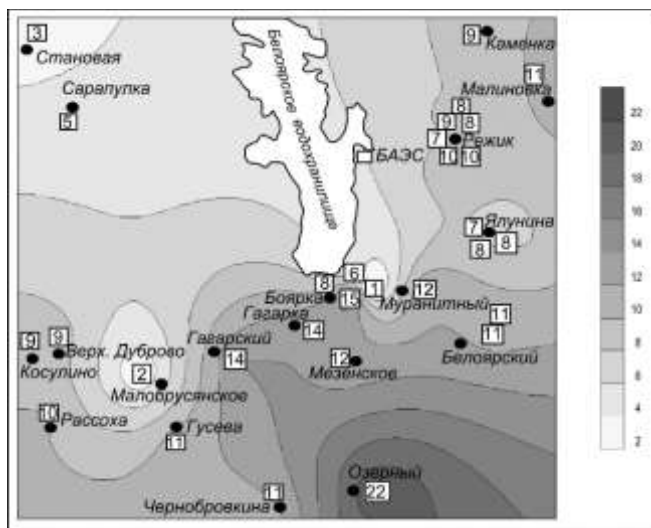 3
Становая
Сарапулка
5
Белоярское водохранилище
БАЭС
9
Каменка
11
Малиновка
8
9 8
7 Режик
10 10
7 Ялунина
8 8
6
1
8
Боярка 15
12
Муранитный
Гагарка
14
11
11
Белоярский
9 9
Верх. Дуброво
Косулино
Гагарский
14
12
Мезенское
2
Малобрусянское
10
Рассоха
Гусева
11
11
Чернобровкина
Озерный
22
22
20
18
16
14
12
10
8
6
4
2